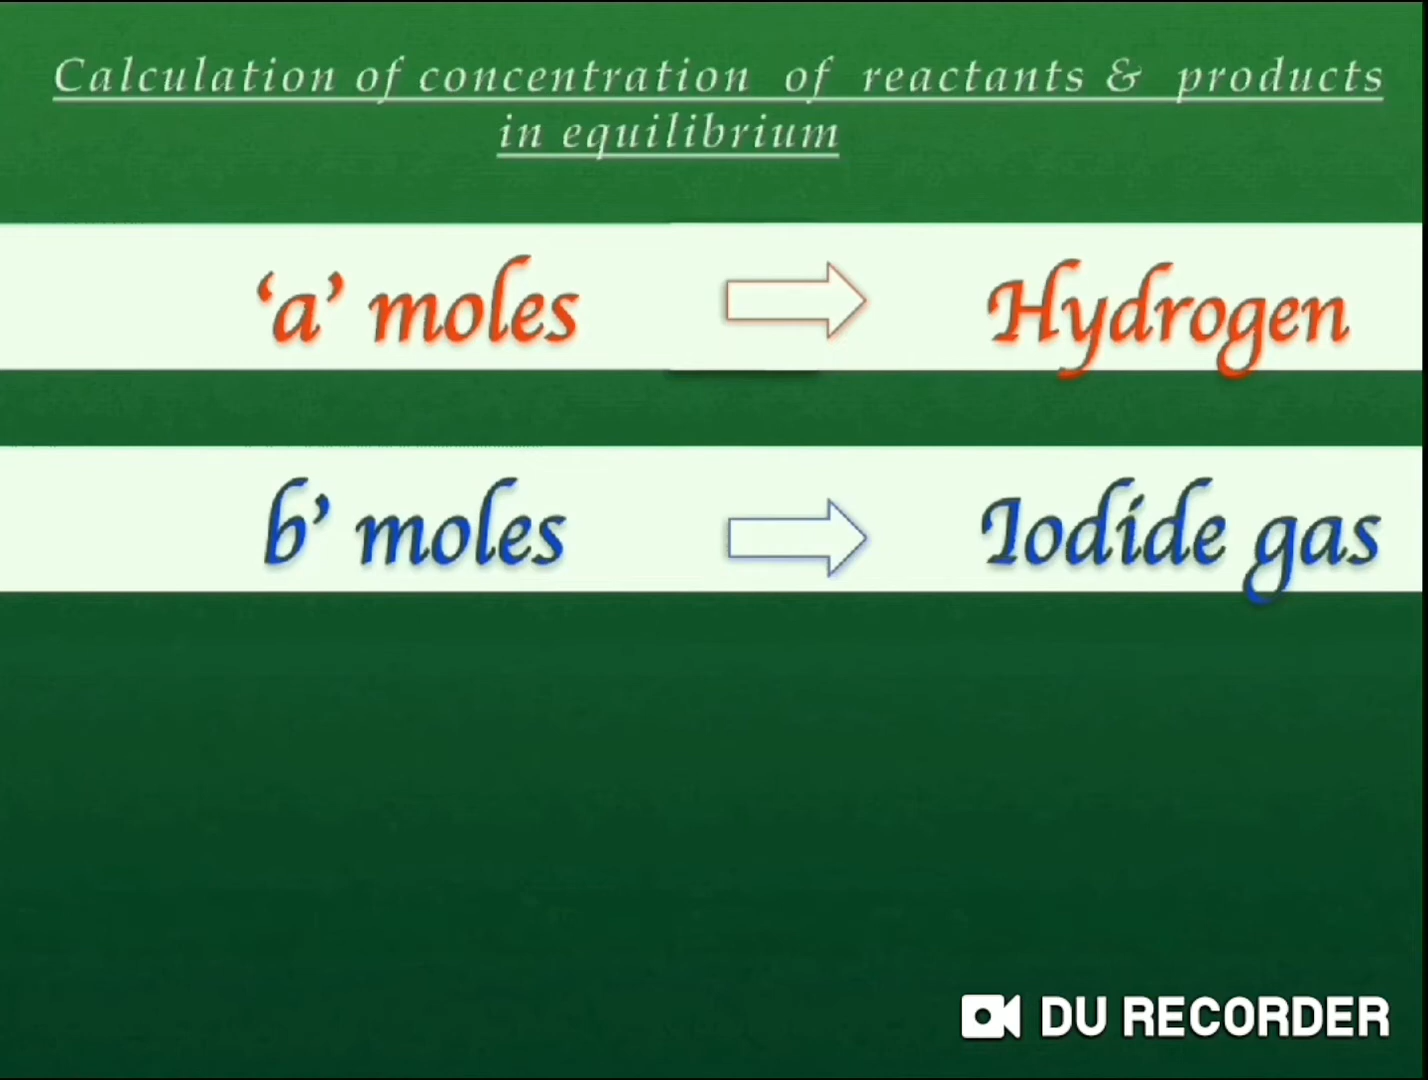 Calculation of concentration of reactants & products
in equilibrium
‘a’ moles Hydrogen
b’ moles Iodide gas
DU RECORDER